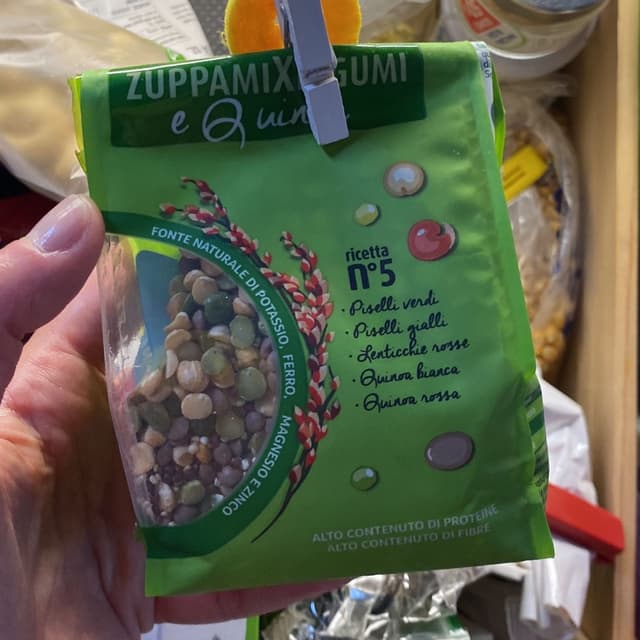 ZUPPAMIX GUMI
e Quin
ricetta
n°5
• Piselli verdi
• Piselli gialli
• Lenticchie rosse
• Quinoa bianca
• Quinoa rossa
FONTE NATURALE DI POTASSIO, FERRO, MAGNESIO E ZINCO
ALTO CONTENUTO DI PROTEINE
ALTO CONTENUTO DI FIBRE